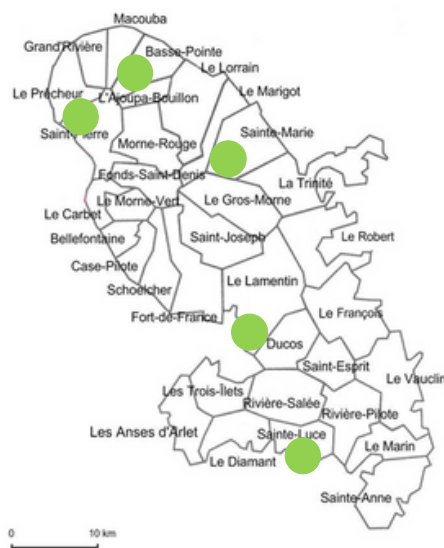 Macouba
Grand'Rivière
Basse-Pointe
Le Lorrain
Le Prêcheur
L'Ajoupa-Bouillon
Le Marigot
Saint-Pierre
Sainte-Marie
Morne-Rouge
Fonds-Saint-Denis
La Trinité
Le Morne-Vert
Le Gros-Morne
Le Carbet
Bellefontaine
Saint-Joseph
Le Robert
Case-Pilote
Schoelcher
Le Lamentin
Fort-de-France
Le François
Ducos
Saint-Esprit
Le Vauclin
Les Trois-Îlets
Rivière-Salée
Rivière-Pilote
Les Anses d'Arlet
Sainte-Luce
Le Marin
Le Diamant
Sainte-Anne
0 10 km